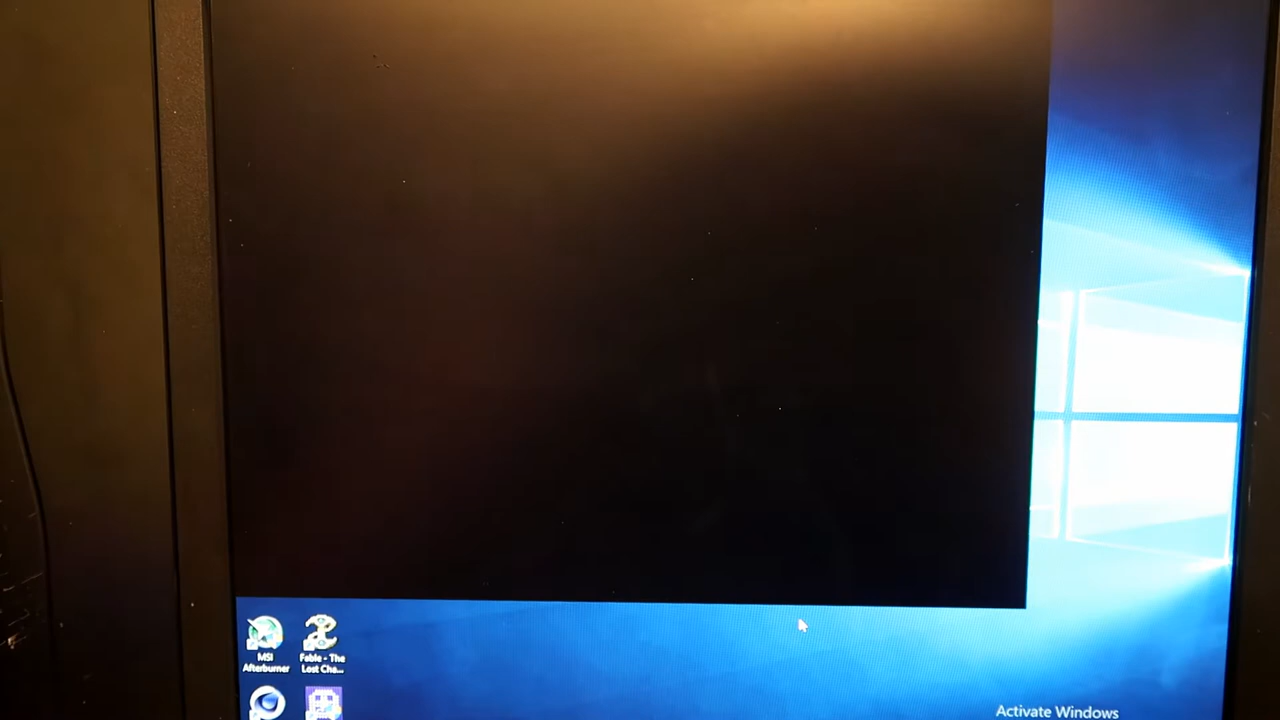 MSI
Afterburner
Fable - The
Lost Cha...
Activate Windows